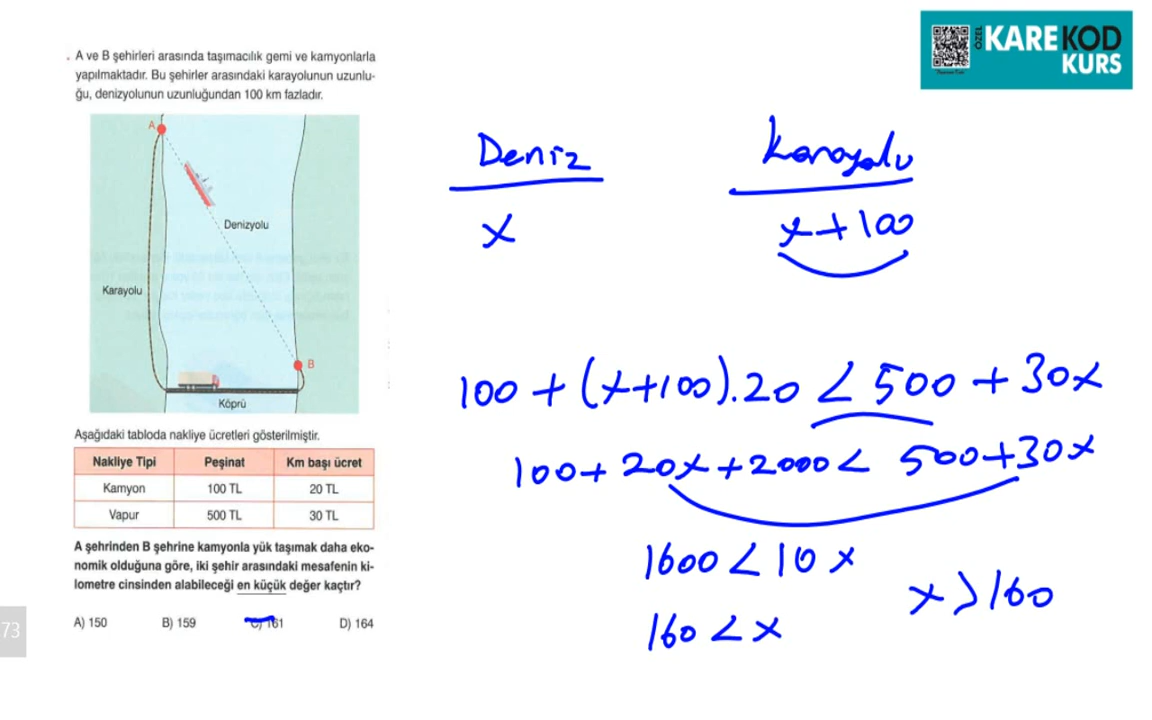 ÖZEL
KAREKOD
KURS
. A ve B şehirleri arasında taşımacılık gemi ve kamyonlarla
yapılmaktadır. Bu şehirler arasındaki karayolunun uzunlu-
ğu, denizyolunun uzunluğundan 100 km fazladır.
A
Denizyolu
Karayolu
B
Köprü
Aşağıdaki tabloda nakliye ücretleri gösterilmiştir.
Nakliye Tipi Peşinat Km başı ücret
Kamyon 100 TL 20 TL
Vapur 500 TL 30 TL
A şehrinden B şehrine kamyonla yük taşımak daha eko-
nomik olduğuna göre, iki şehir arasındaki mesafenin ki-
lometre cinsinden alabileceği en küçük değer kaçtır?
A) 150 B) 159 C) 161 D) 164
73
Deniz Karayolu
x x+100
100+(x+100).20 < 500+30x
100+20x+2000 < 500+30x
1600 < 10x
160 < x
x > 160